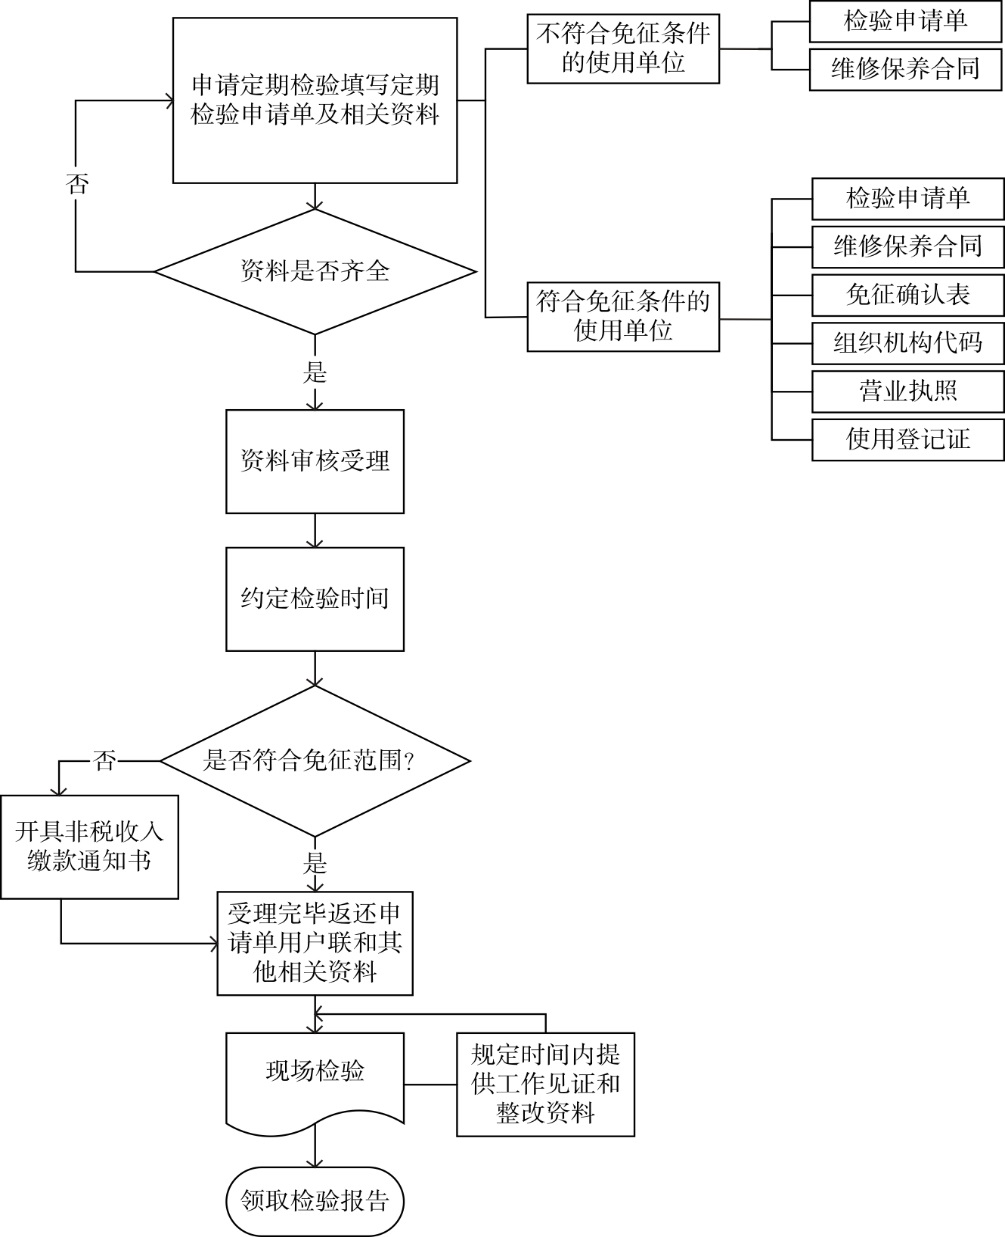 申请定期检验填写定期
检验申请单及相关资料
不符合免征条件
的使用单位
检验申请单
维修保养合同
符合免征条件的
使用单位
检验申请单
维修保养合同
免征确认表
组织机构代码
营业执照
使用登记证
否
资料是否齐全
是
资料审核受理
约定检验时间
是否符合免征范围?
否
开具非税收入
缴款通知书
是
受理完毕返还申
请单用户联和其
他相关资料
现场检验
规定时间内提
供工作见证和
整改资料
领取检验报告